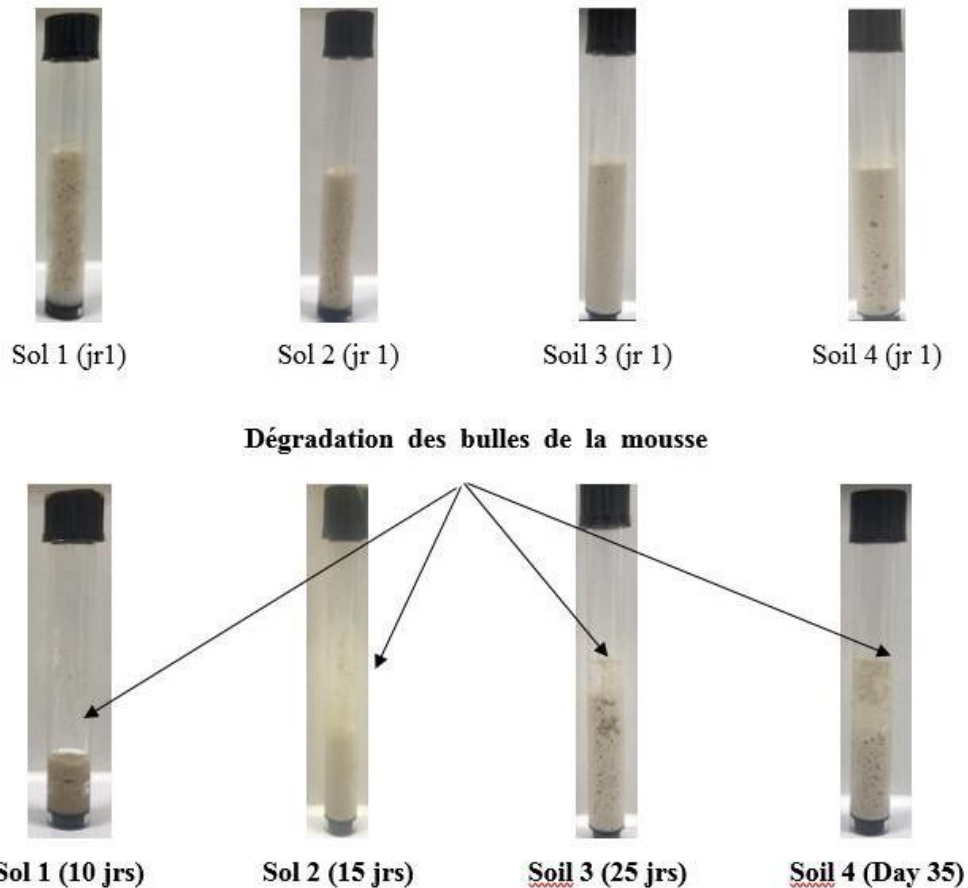 Sol 1 (jr1)
Sol 2 (jr 1)
Soil 3 (jr 1)
Soil 4 (jr 1)
Dégradation des bulles de la mousse
Sol 1 (10 jrs)
Sol 2 (15 jrs)
Soil 3 (25 jrs)
Soil 4 (Day 35)